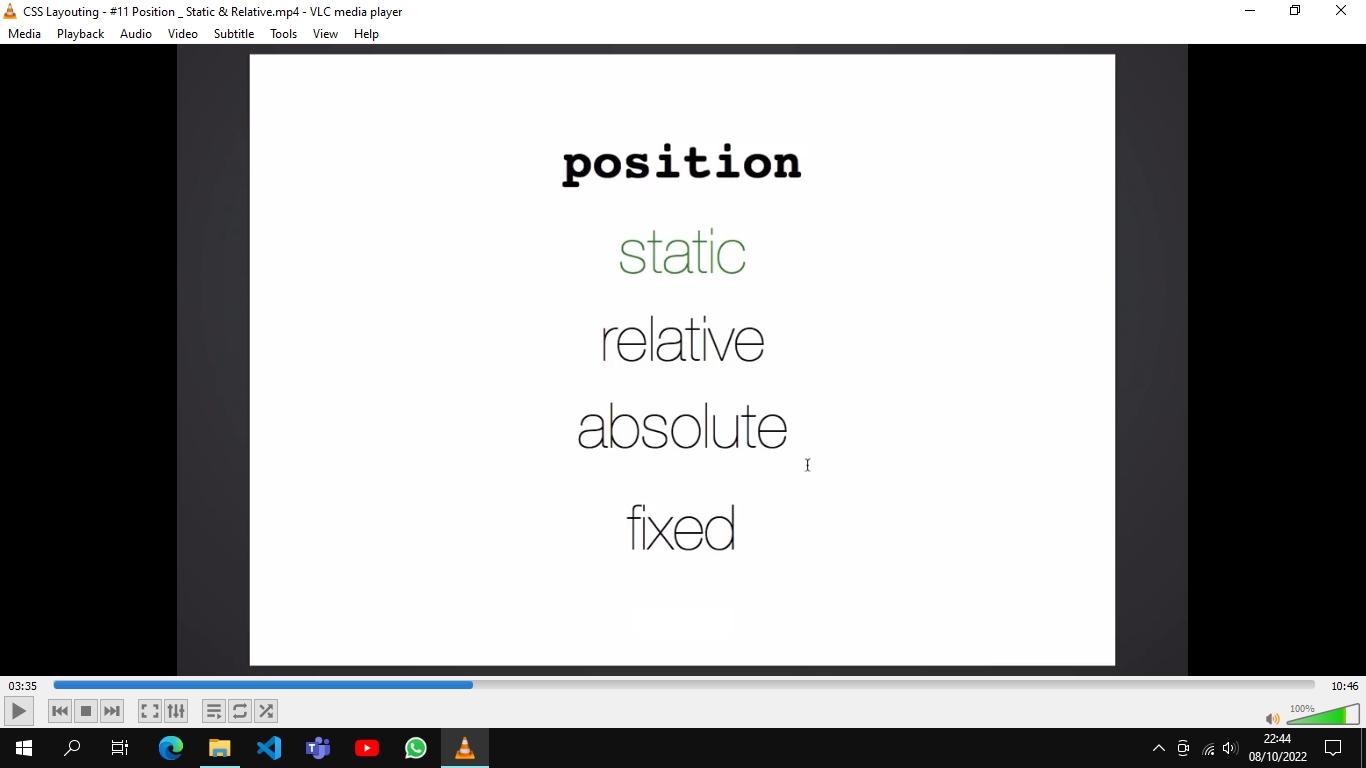 CSS Layouting - #11 Position _ Static & Relative.mp4 - VLC media player
Media Playback Audio Video Subtitle Tools View Help
position
static
relative
absolute
fixed
03:35 10:46
100%
22:44
08/10/2022